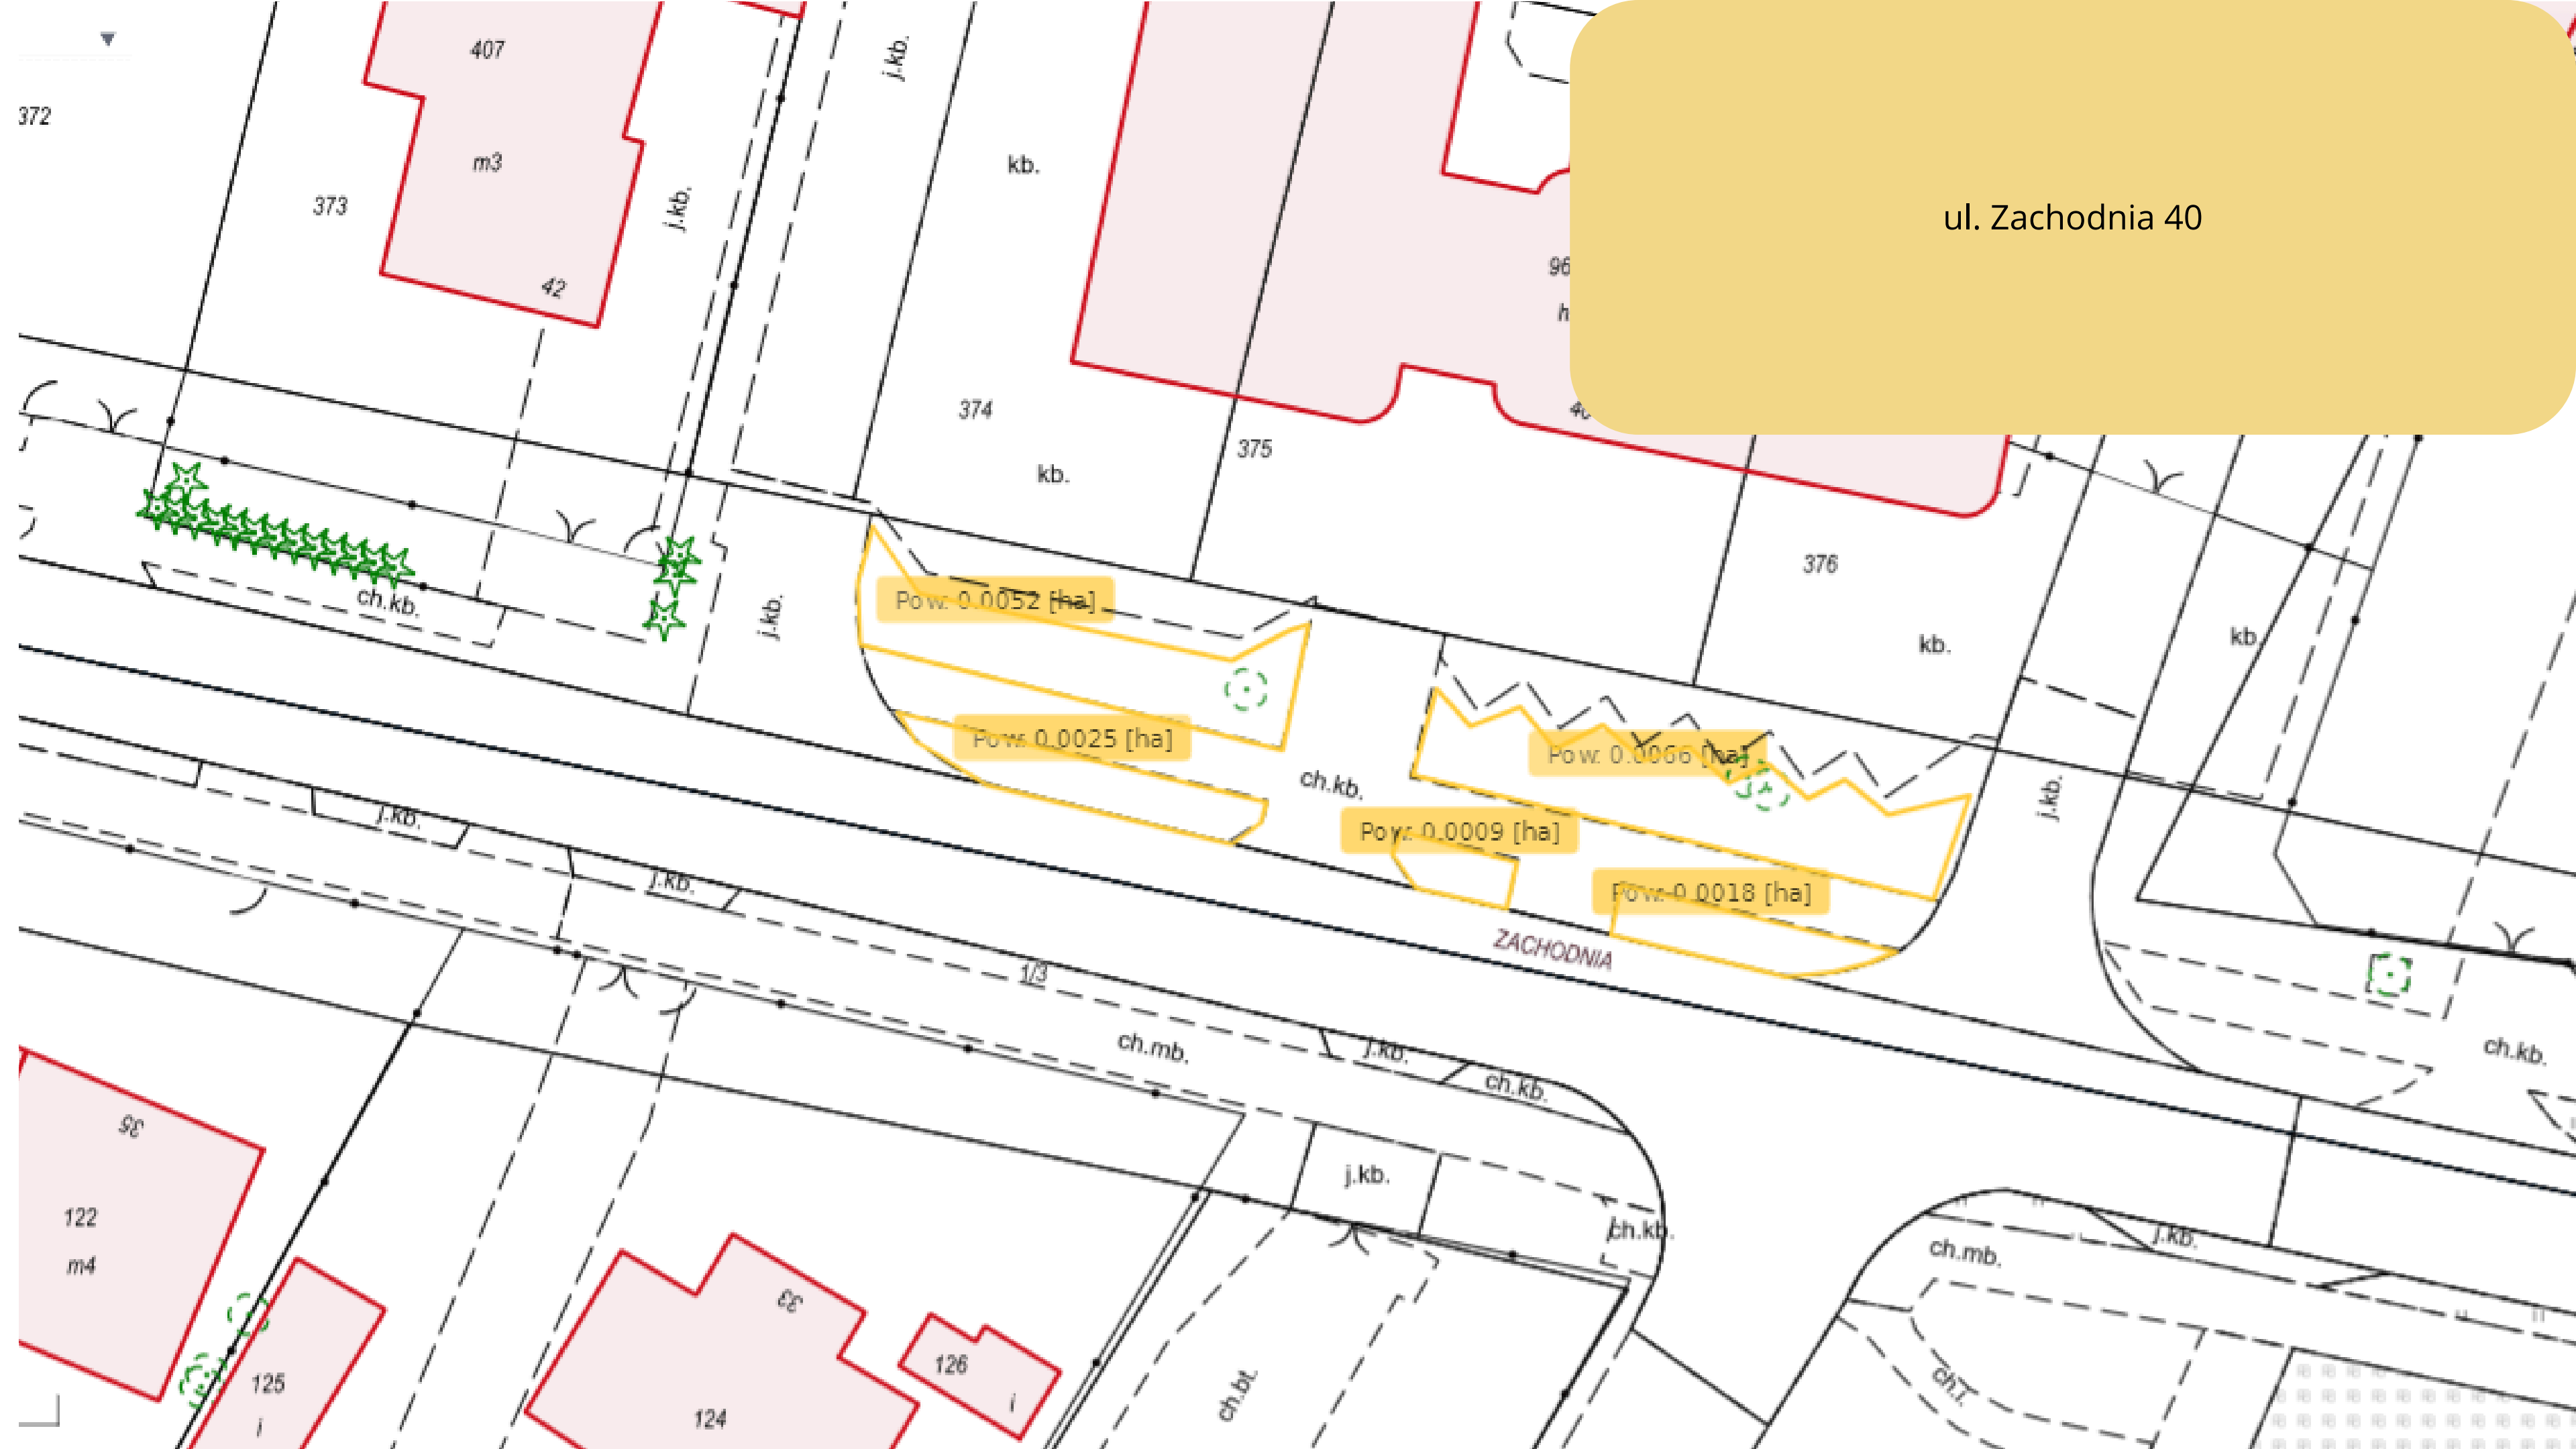 407
372
j.kb.
ul. Zachodnia 40
m3
kb.
373
j.kb.
96
h
42
374
375
kb.
376
kb.
kb.
ch.kb.
j.kb.
Pow: 0.0052 [ha]
Pow: 0.0025 [ha]
Pow: 0.0066 [ha]
ch.kb.
j.kb.
Pow: 0.0009 [ha]
j.kb.
j.kb.
Pow: 0.0018 [ha]
ZACHODNIA
1/3
ch.mb.
j.kb.
ch.kb.
ch.kb.
35
j.kb.
122
ch.kb.
j.kb.
ch.mb.
m4
33
126
125
i
ch.bt.
ch.l.
124
i